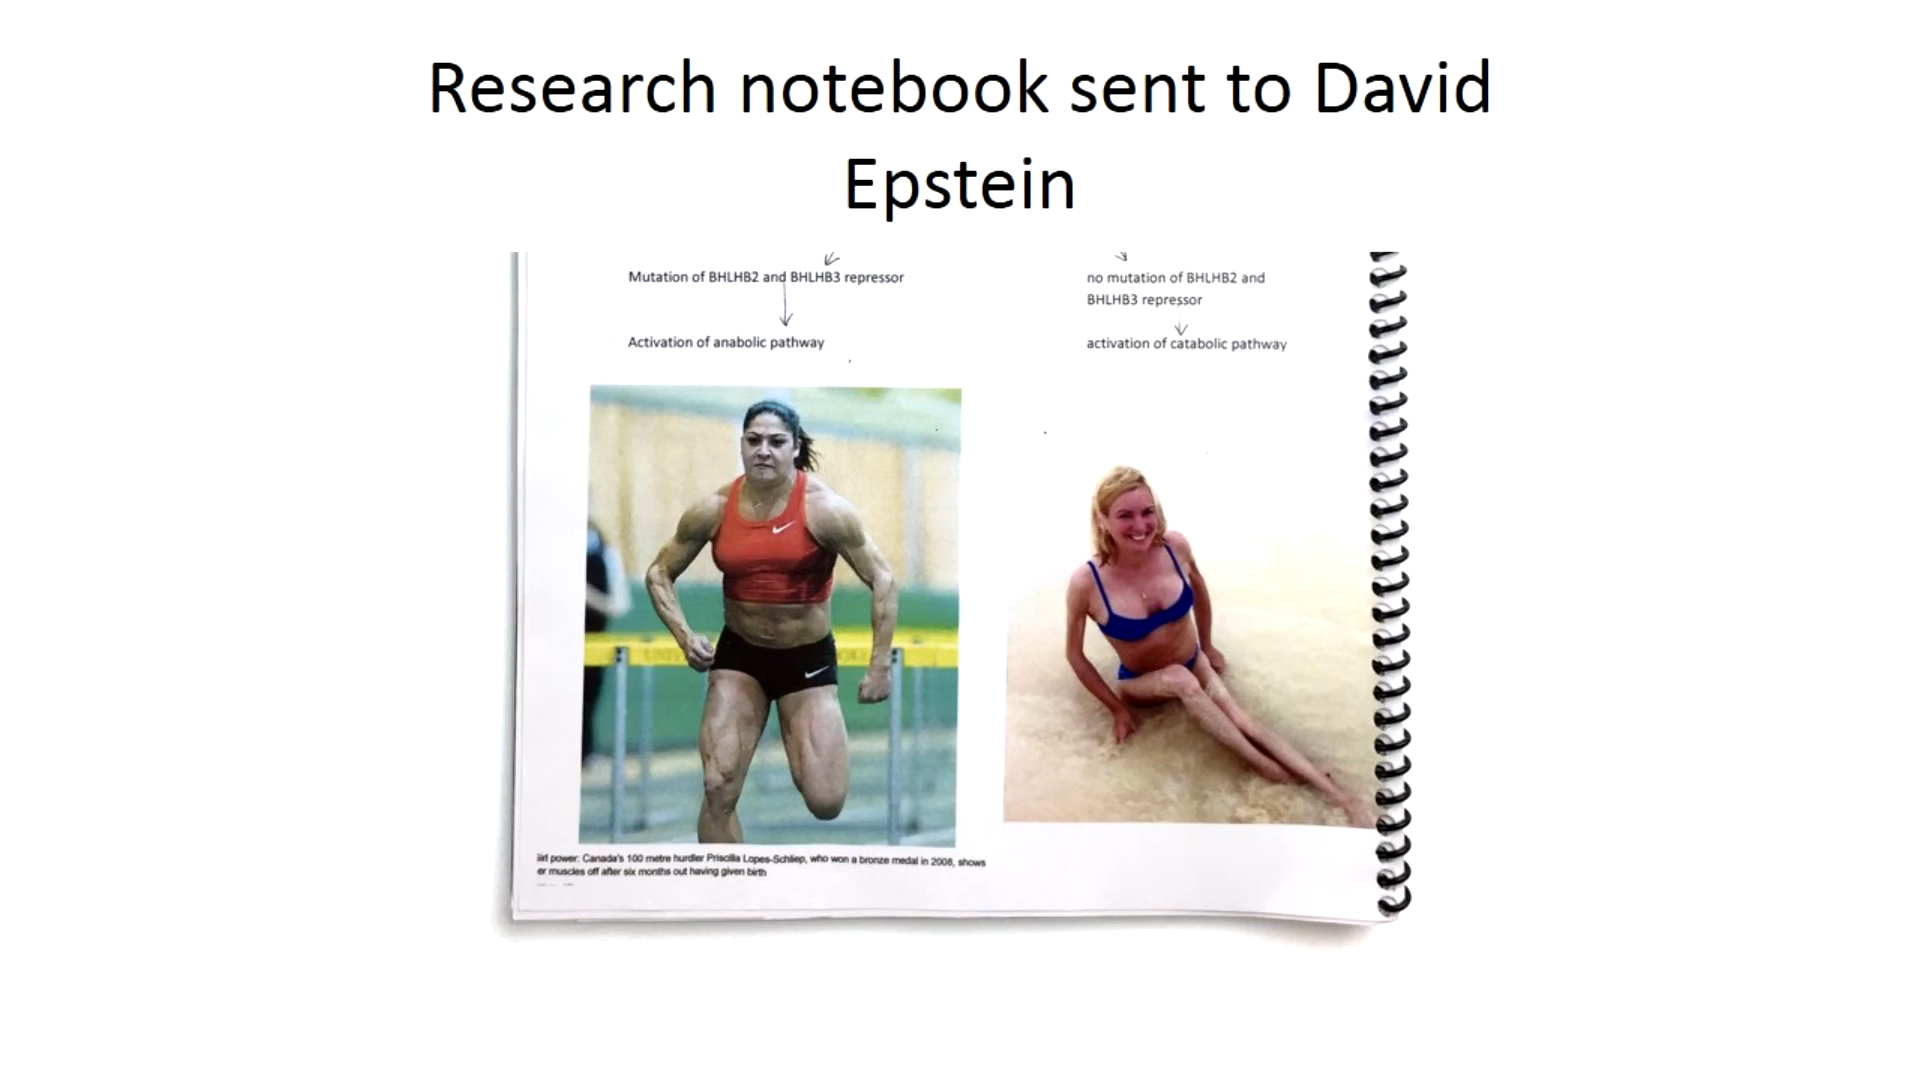 Research notebook sent to David
Epstein
Mutation of BHLHB2 and BHLHB3 repressor
Activation of anabolic pathway
no mutation of BHLHB2 and
BHLHB3 repressor
activation of catabolic pathway
power: Canada's 100 metre hurdler Priscilla Lopes-Schliep, who won a bronze medal in 2008, shows
er muscles off after six months out having given birth